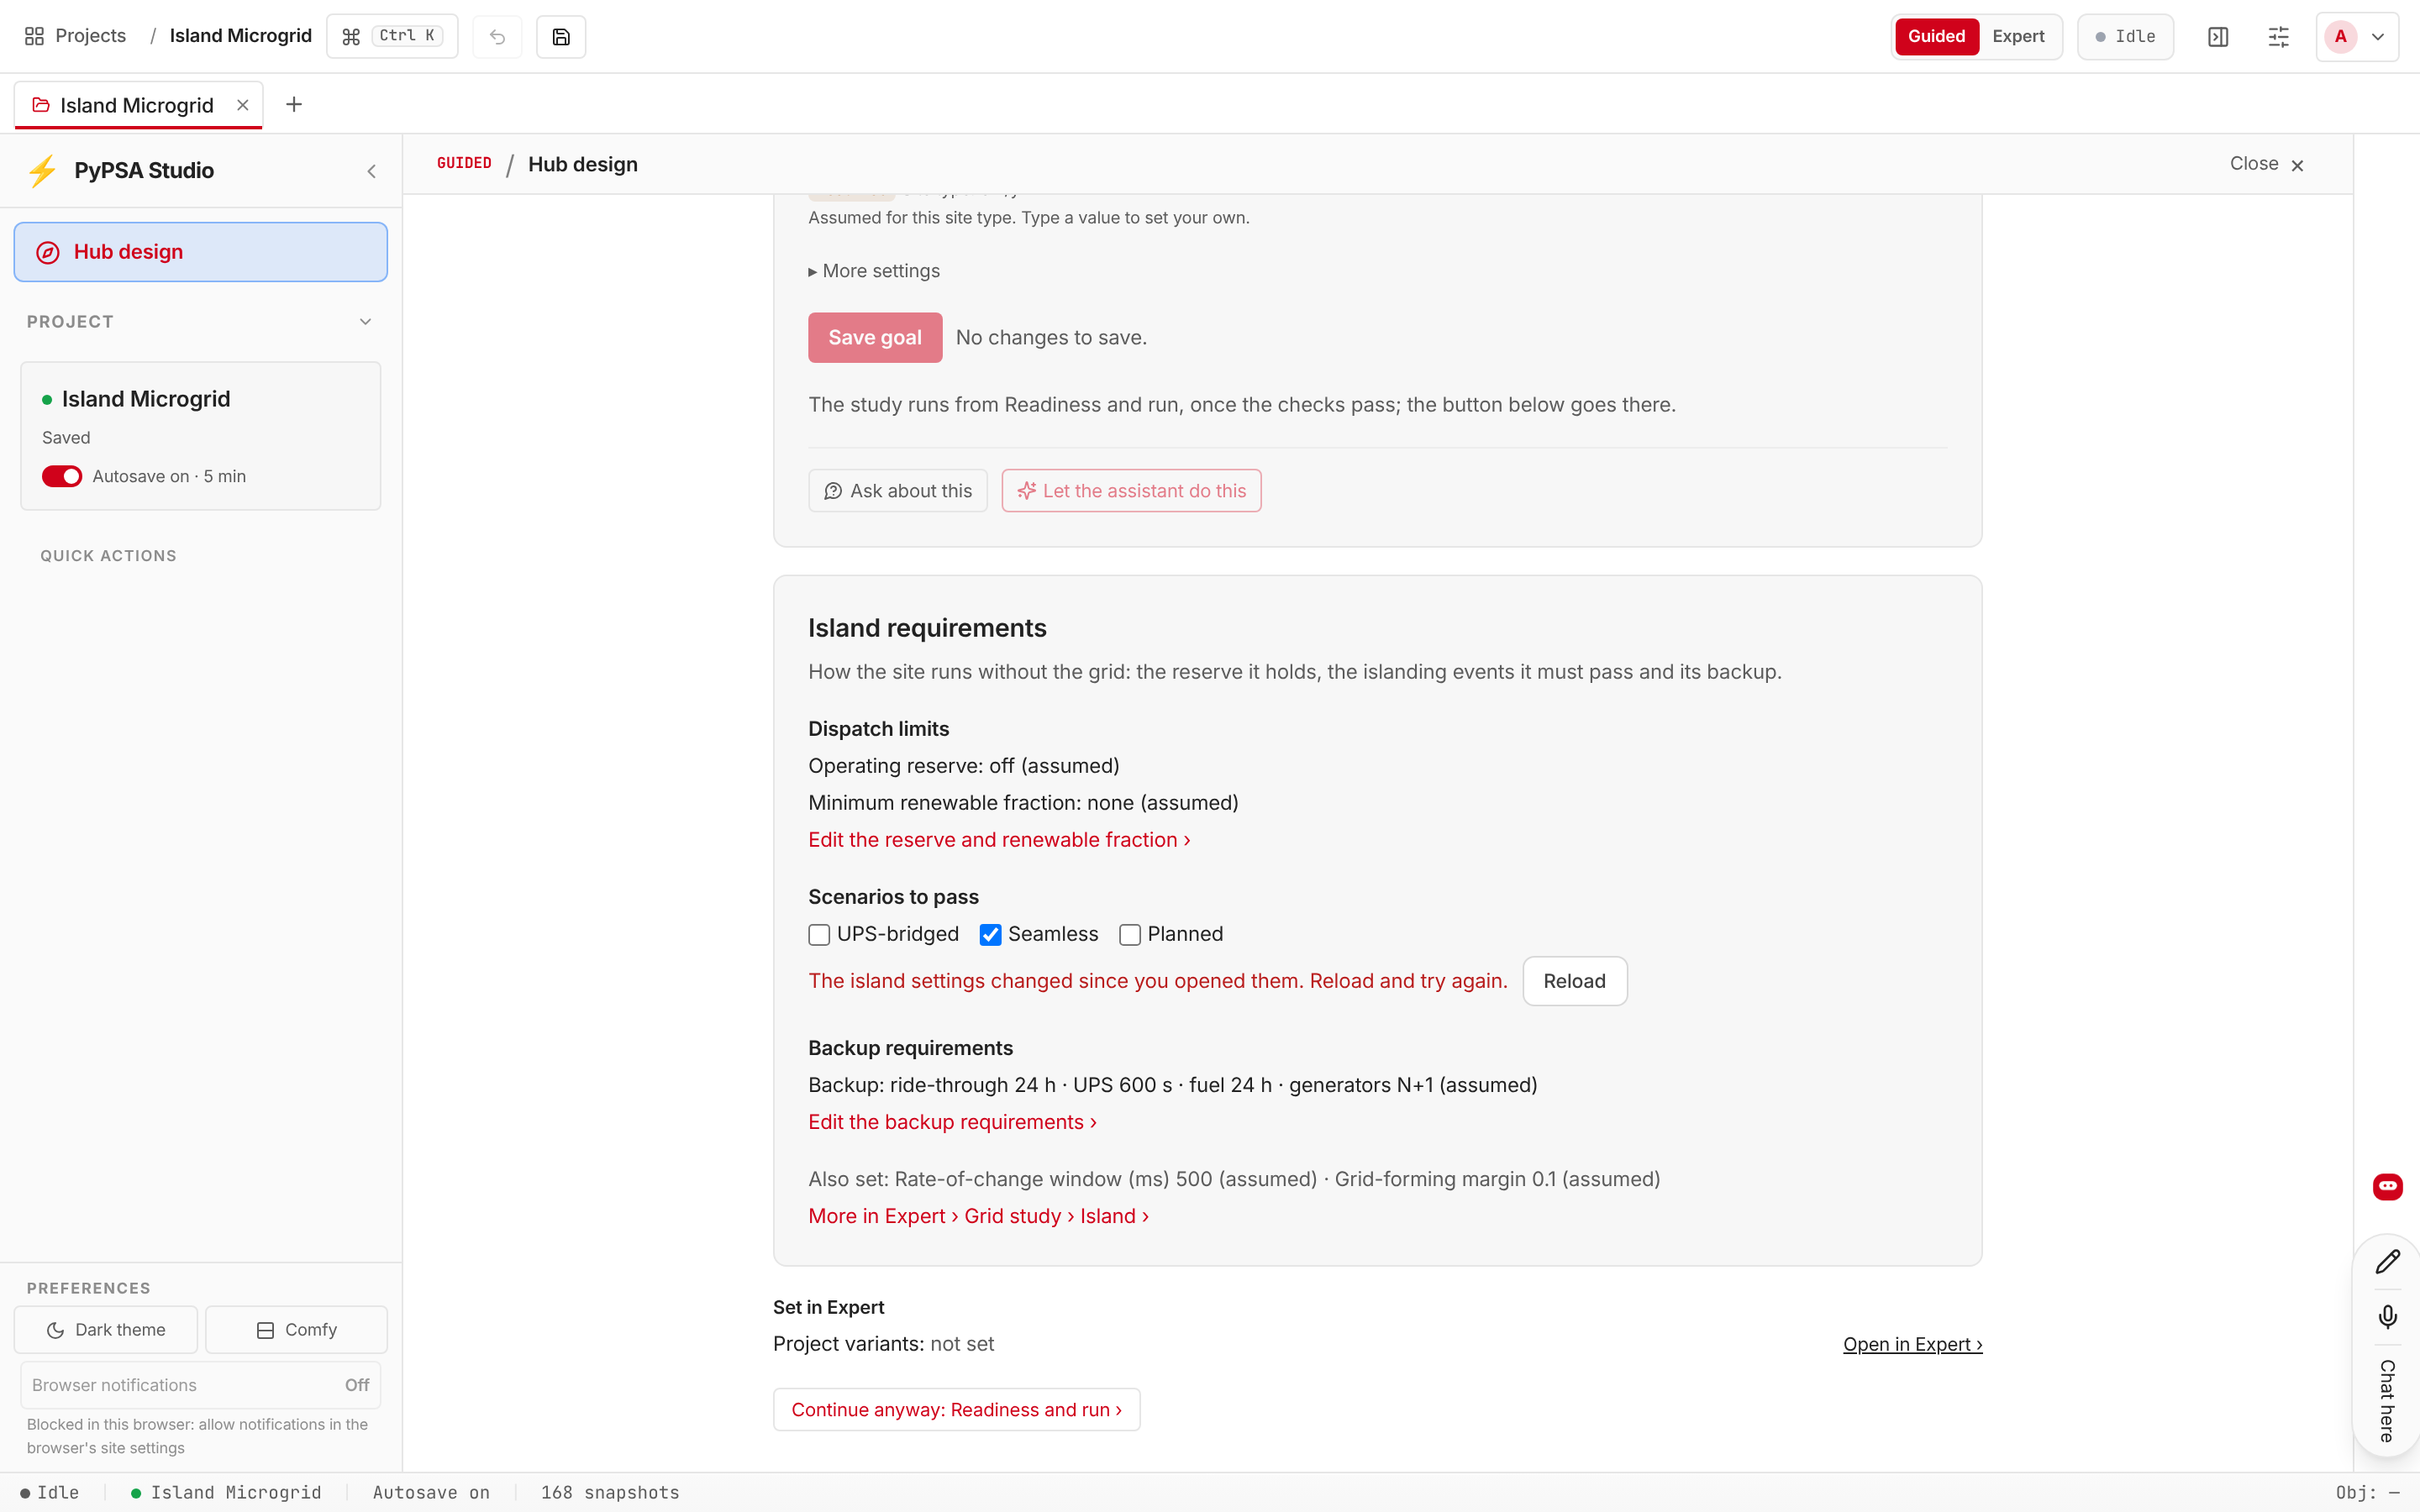 Projects / Island Microgrid
Ctrl K
Guided
Expert
Idle
A
Island Microgrid
PyPSA Studio
GUIDED / Hub design
Close
Hub design
PROJECT
Island Microgrid
Saved
Autosave on · 5 min
QUICK ACTIONS
Assumed for this site type. Type a value to set your own.
More settings
Save goal
No changes to save.
The study runs from Readiness and run, once the checks pass; the button below goes there.
Ask about this
Let the assistant do this
Island requirements
How the site runs without the grid: the reserve it holds, the islanding events it must pass and its backup.
Dispatch limits
Operating reserve: off (assumed)
Minimum renewable fraction: none (assumed)
Edit the reserve and renewable fraction ›
Scenarios to pass
UPS-bridged
Seamless
Planned
The island settings changed since you opened them. Reload and try again.
Reload
Backup requirements
Backup: ride-through 24 h · UPS 600 s · fuel 24 h · generators N+1 (assumed)
Edit the backup requirements ›
Also set: Rate-of-change window (ms) 500 (assumed) · Grid-forming margin 0.1 (assumed)
More in Expert › Grid study › Island ›
Set in Expert
Project variants: not set
Open in Expert ›
Continue anyway: Readiness and run ›
PREFERENCES
Dark theme
Comfy
Browser notifications
Off
Blocked in this browser: allow notifications in the
browser's site settings
Chat here
Idle
Island Microgrid
Autosave on
168 snapshots
Obj: —